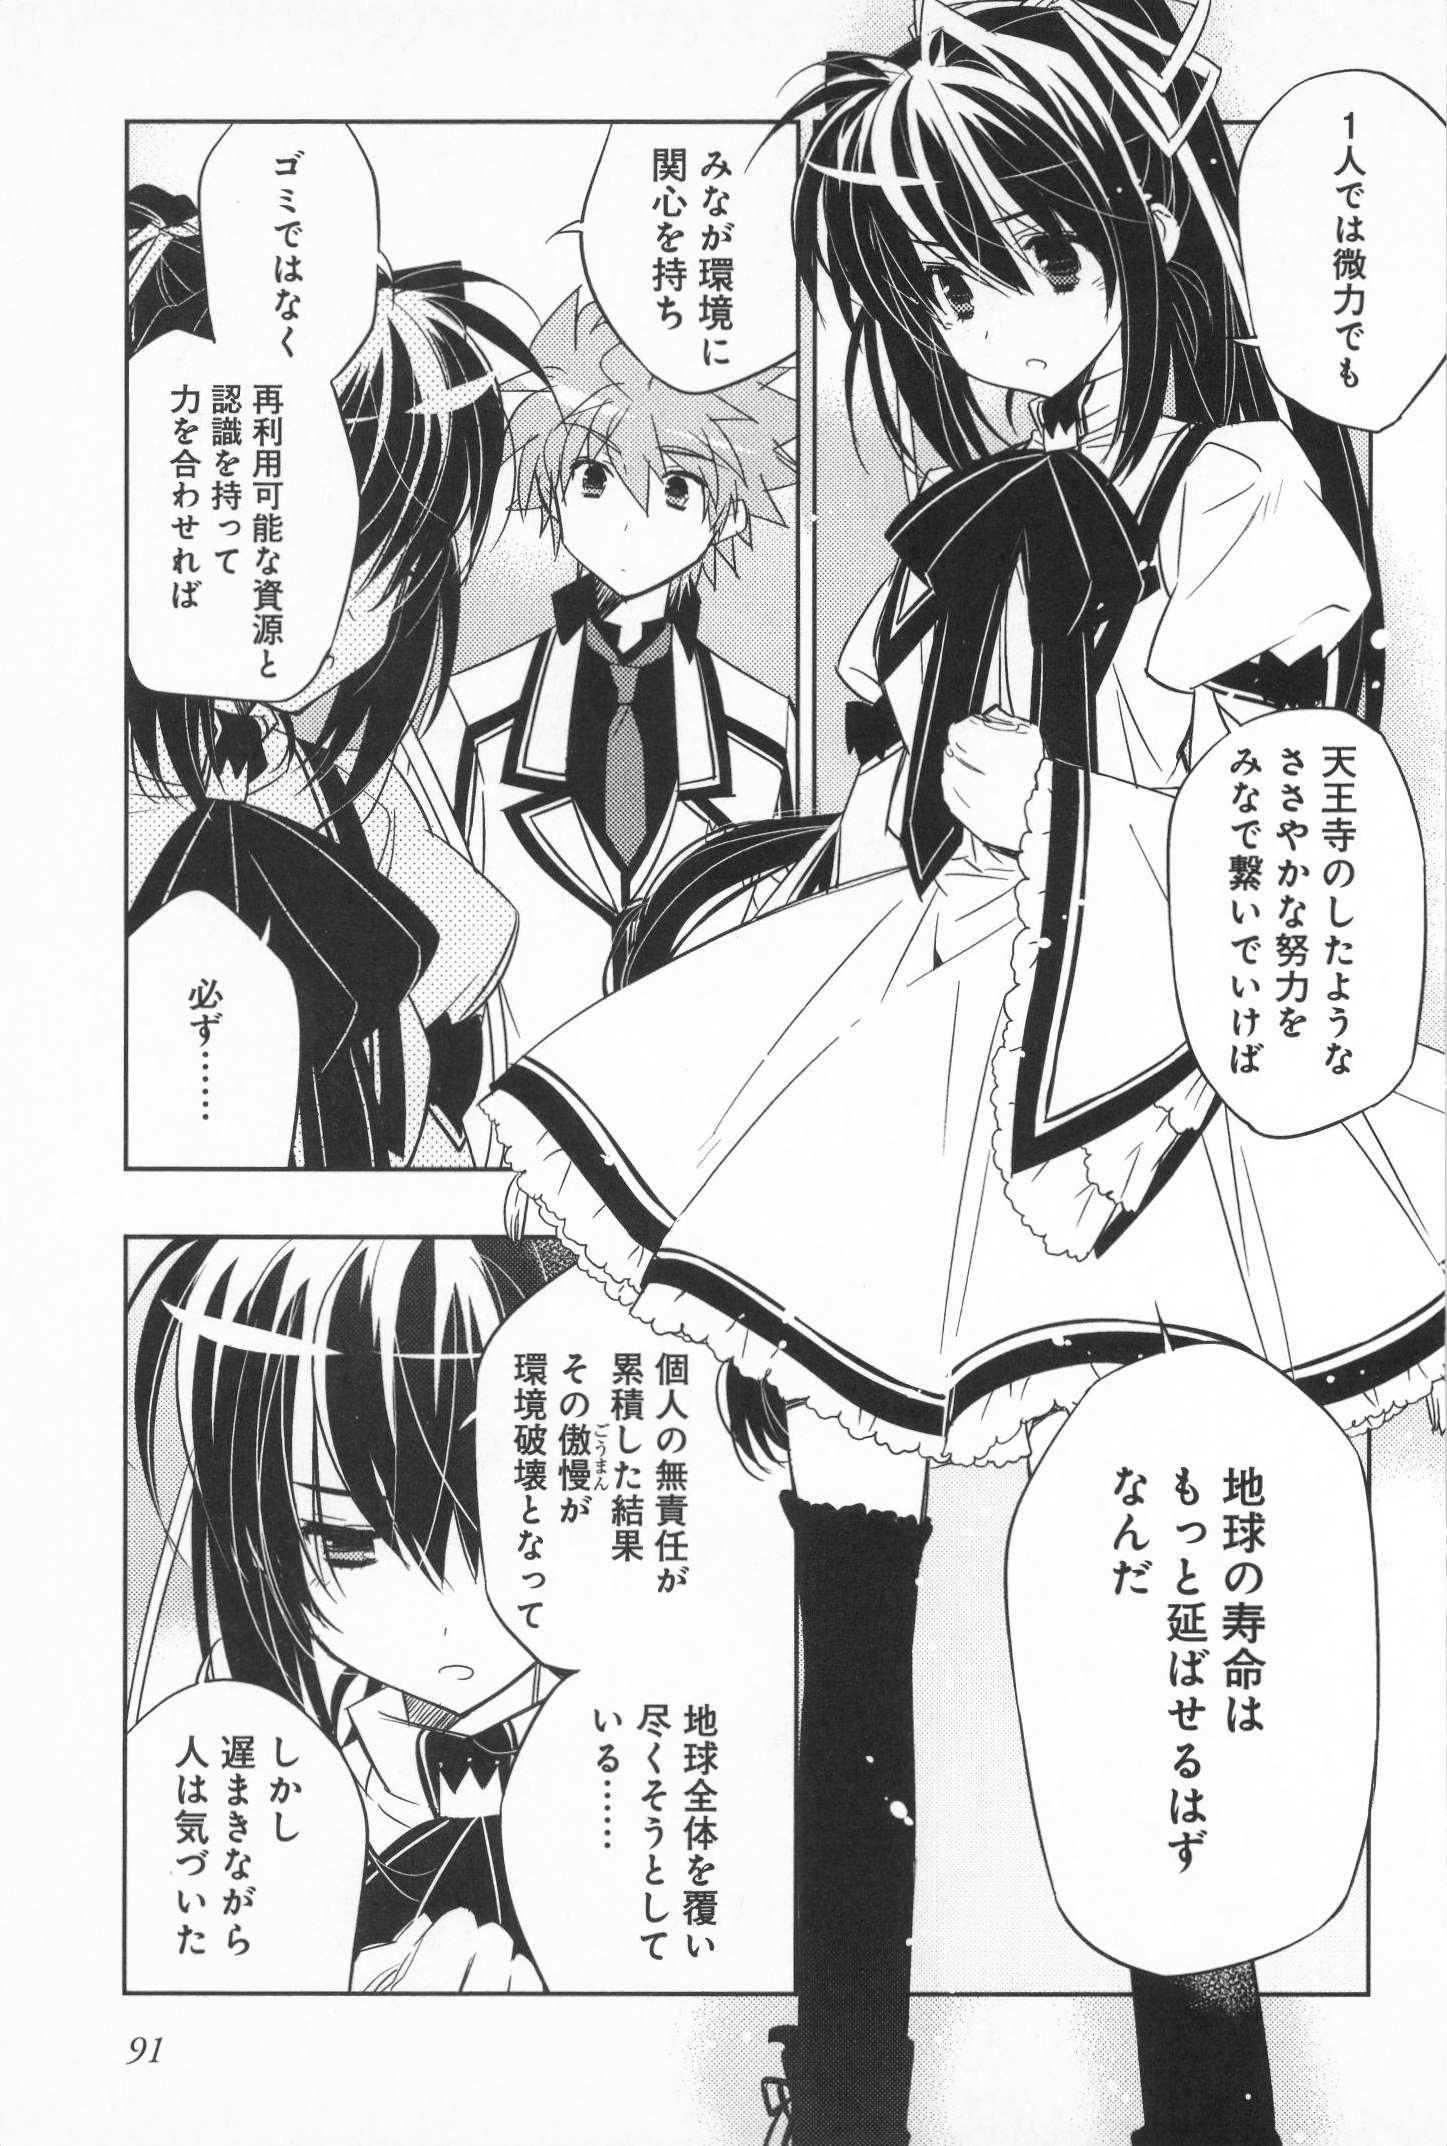 1人では微力でも
天王寺のしたような
ささやかな努力を
みなで繋いでいけば
地球の寿命は
もっと延ばせるはず
なんだ
みなが環境に
関心を持ち
ゴミではなく
再利用可能な資源と
認識を持って
力を合わせれば
必ず……
個人の無責任が
累積した結果
その傲慢が
ごうまん
環境破壊となって
地球全体を覆い
尽くそうとして
いる……
しかし
遅まきながら
人は気づいた
91